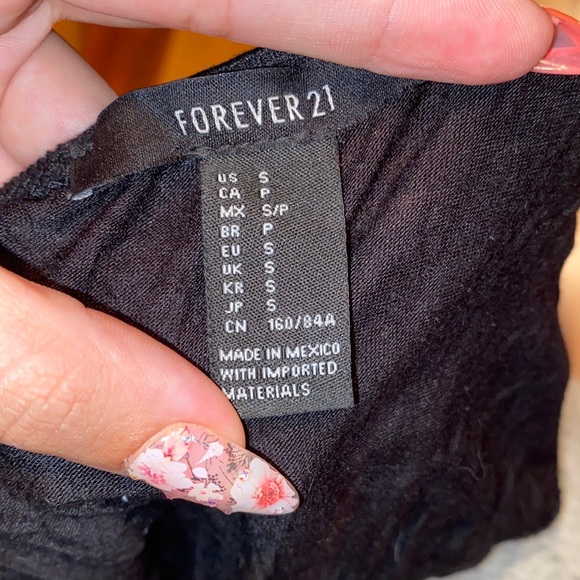 FOREVER 21
US S
CA P
MX S/P
BR P
EU S
UK S
KR S
JP S
CN 160/84A
MADE IN MEXICO
WITH IMPORTED
MATERIALS